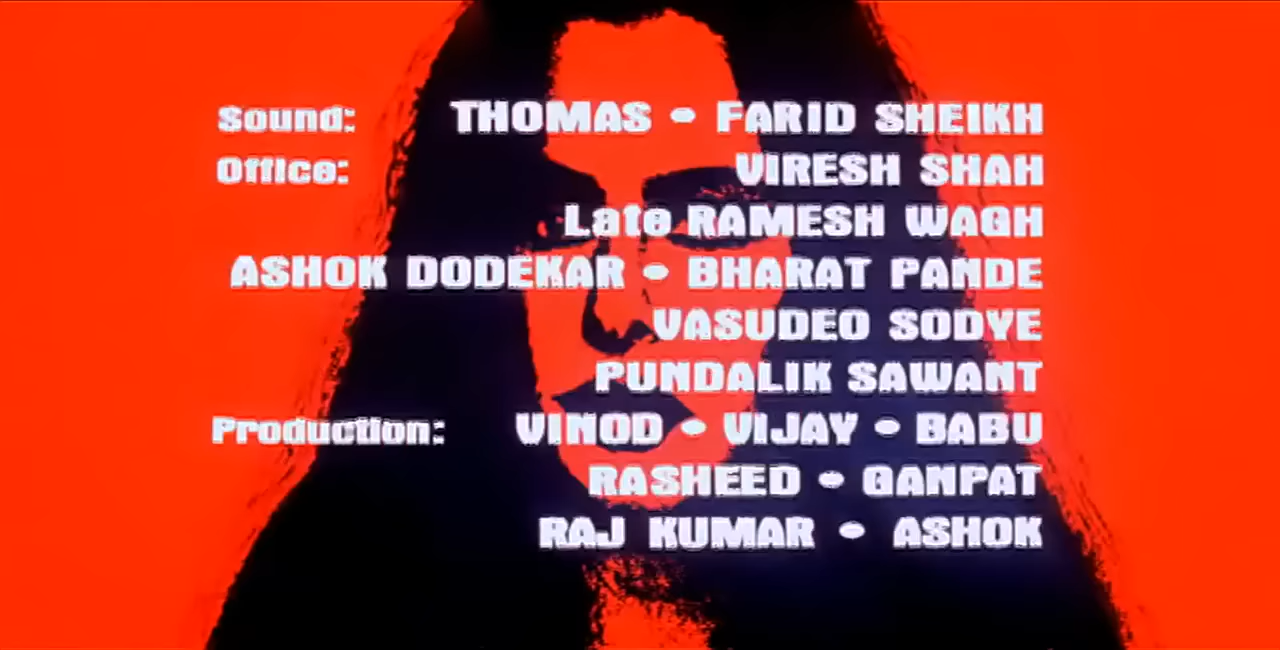 Sound: THOMAS • FARID SHEIKH
Office: VIRESH SHAH
Late RAMESH WAGH
ASHOK DODEKAR • BHARAT PANDE
VASUDEO SODYE
PUNDALIK SAWANT
Production: VINOD • VIJAY • BABU
RASHEED • GANPAT
RAJ KUMAR • ASHOK